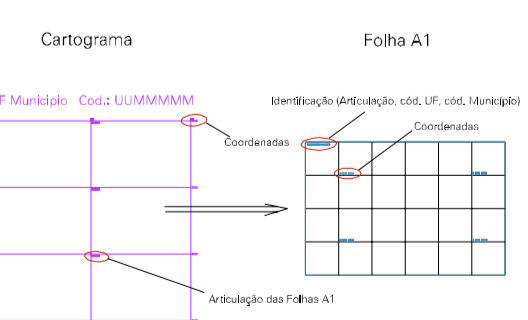 Cartograma
Folha A1
F Municipio Cod.: UUMMMMM
Identificação (Articulação, cód. UF, cód. Município)
Coordenadas
Coordenadas
Articulação das Folhas A1